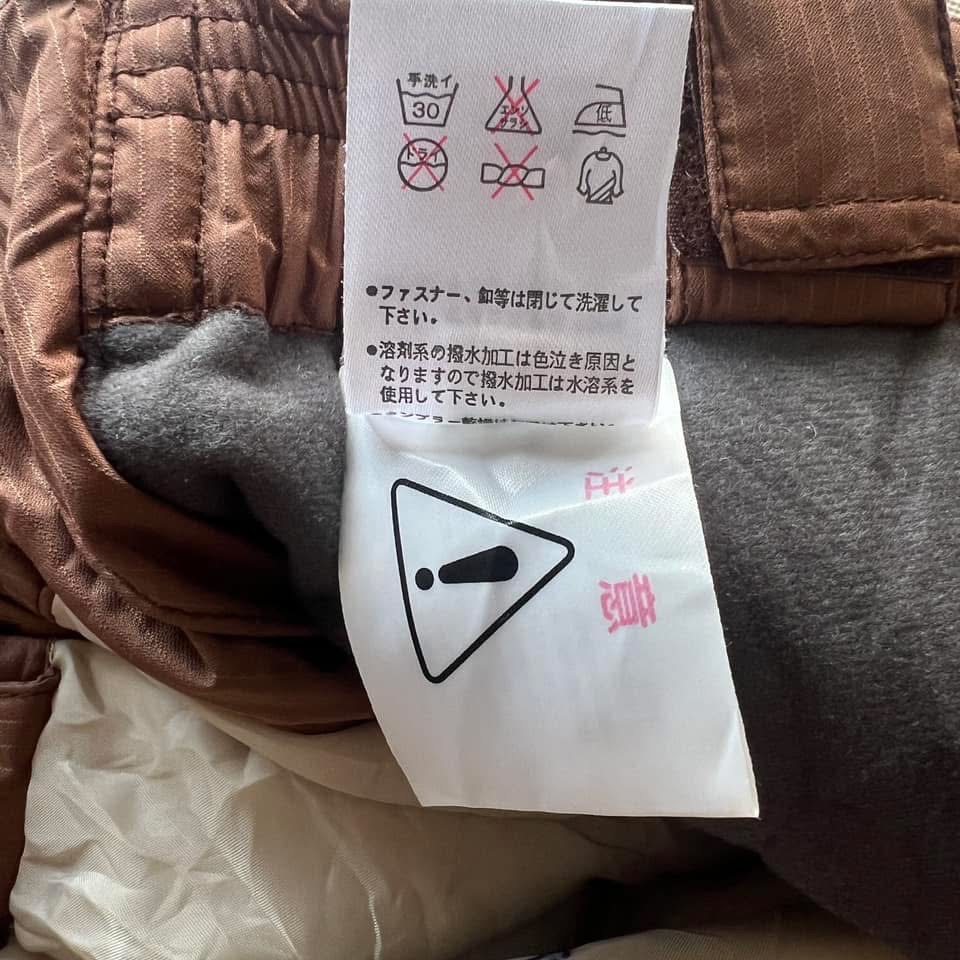 手洗イ
30
エンソ
サラシ
低
ドライ
●ファスナー、釦等は閉じて洗濯して
下さい。
●溶剤系の撥水加工は色泣き原因と
なりますので撥水加工は水溶系を
使用して下さい。
注意